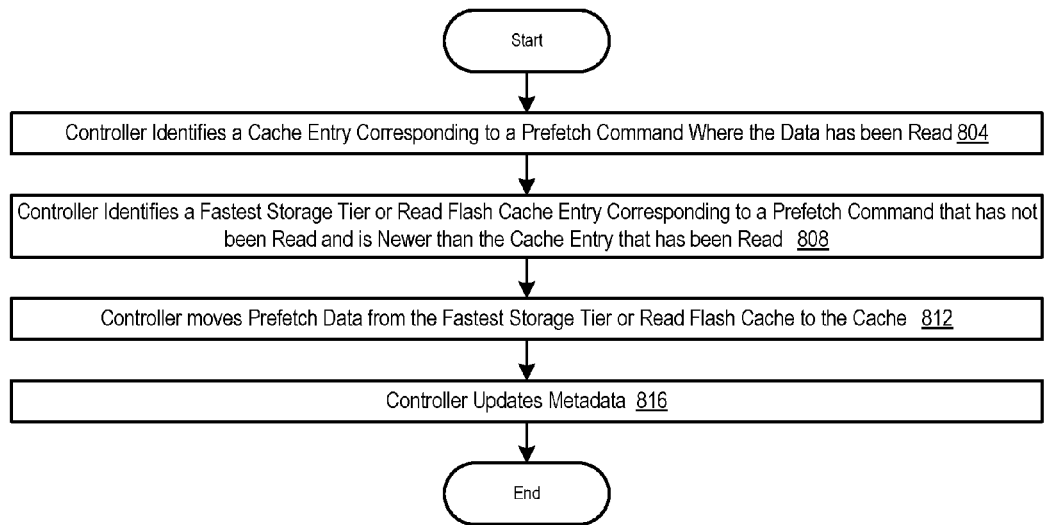 Start
Controller Identifies a Cache Entry Corresponding to a Prefetch Command Where the Data has been Read 804
Controller Identifies a Fastest Storage Tier or Read Flash Cache Entry Corresponding to a Prefetch Command that has not
been Read and is Newer than the Cache Entry that has been Read 808
Controller moves Prefetch Data from the Fastest Storage Tier or Read Flash Cache to the Cache 812
Controller Updates Metadata 816
End